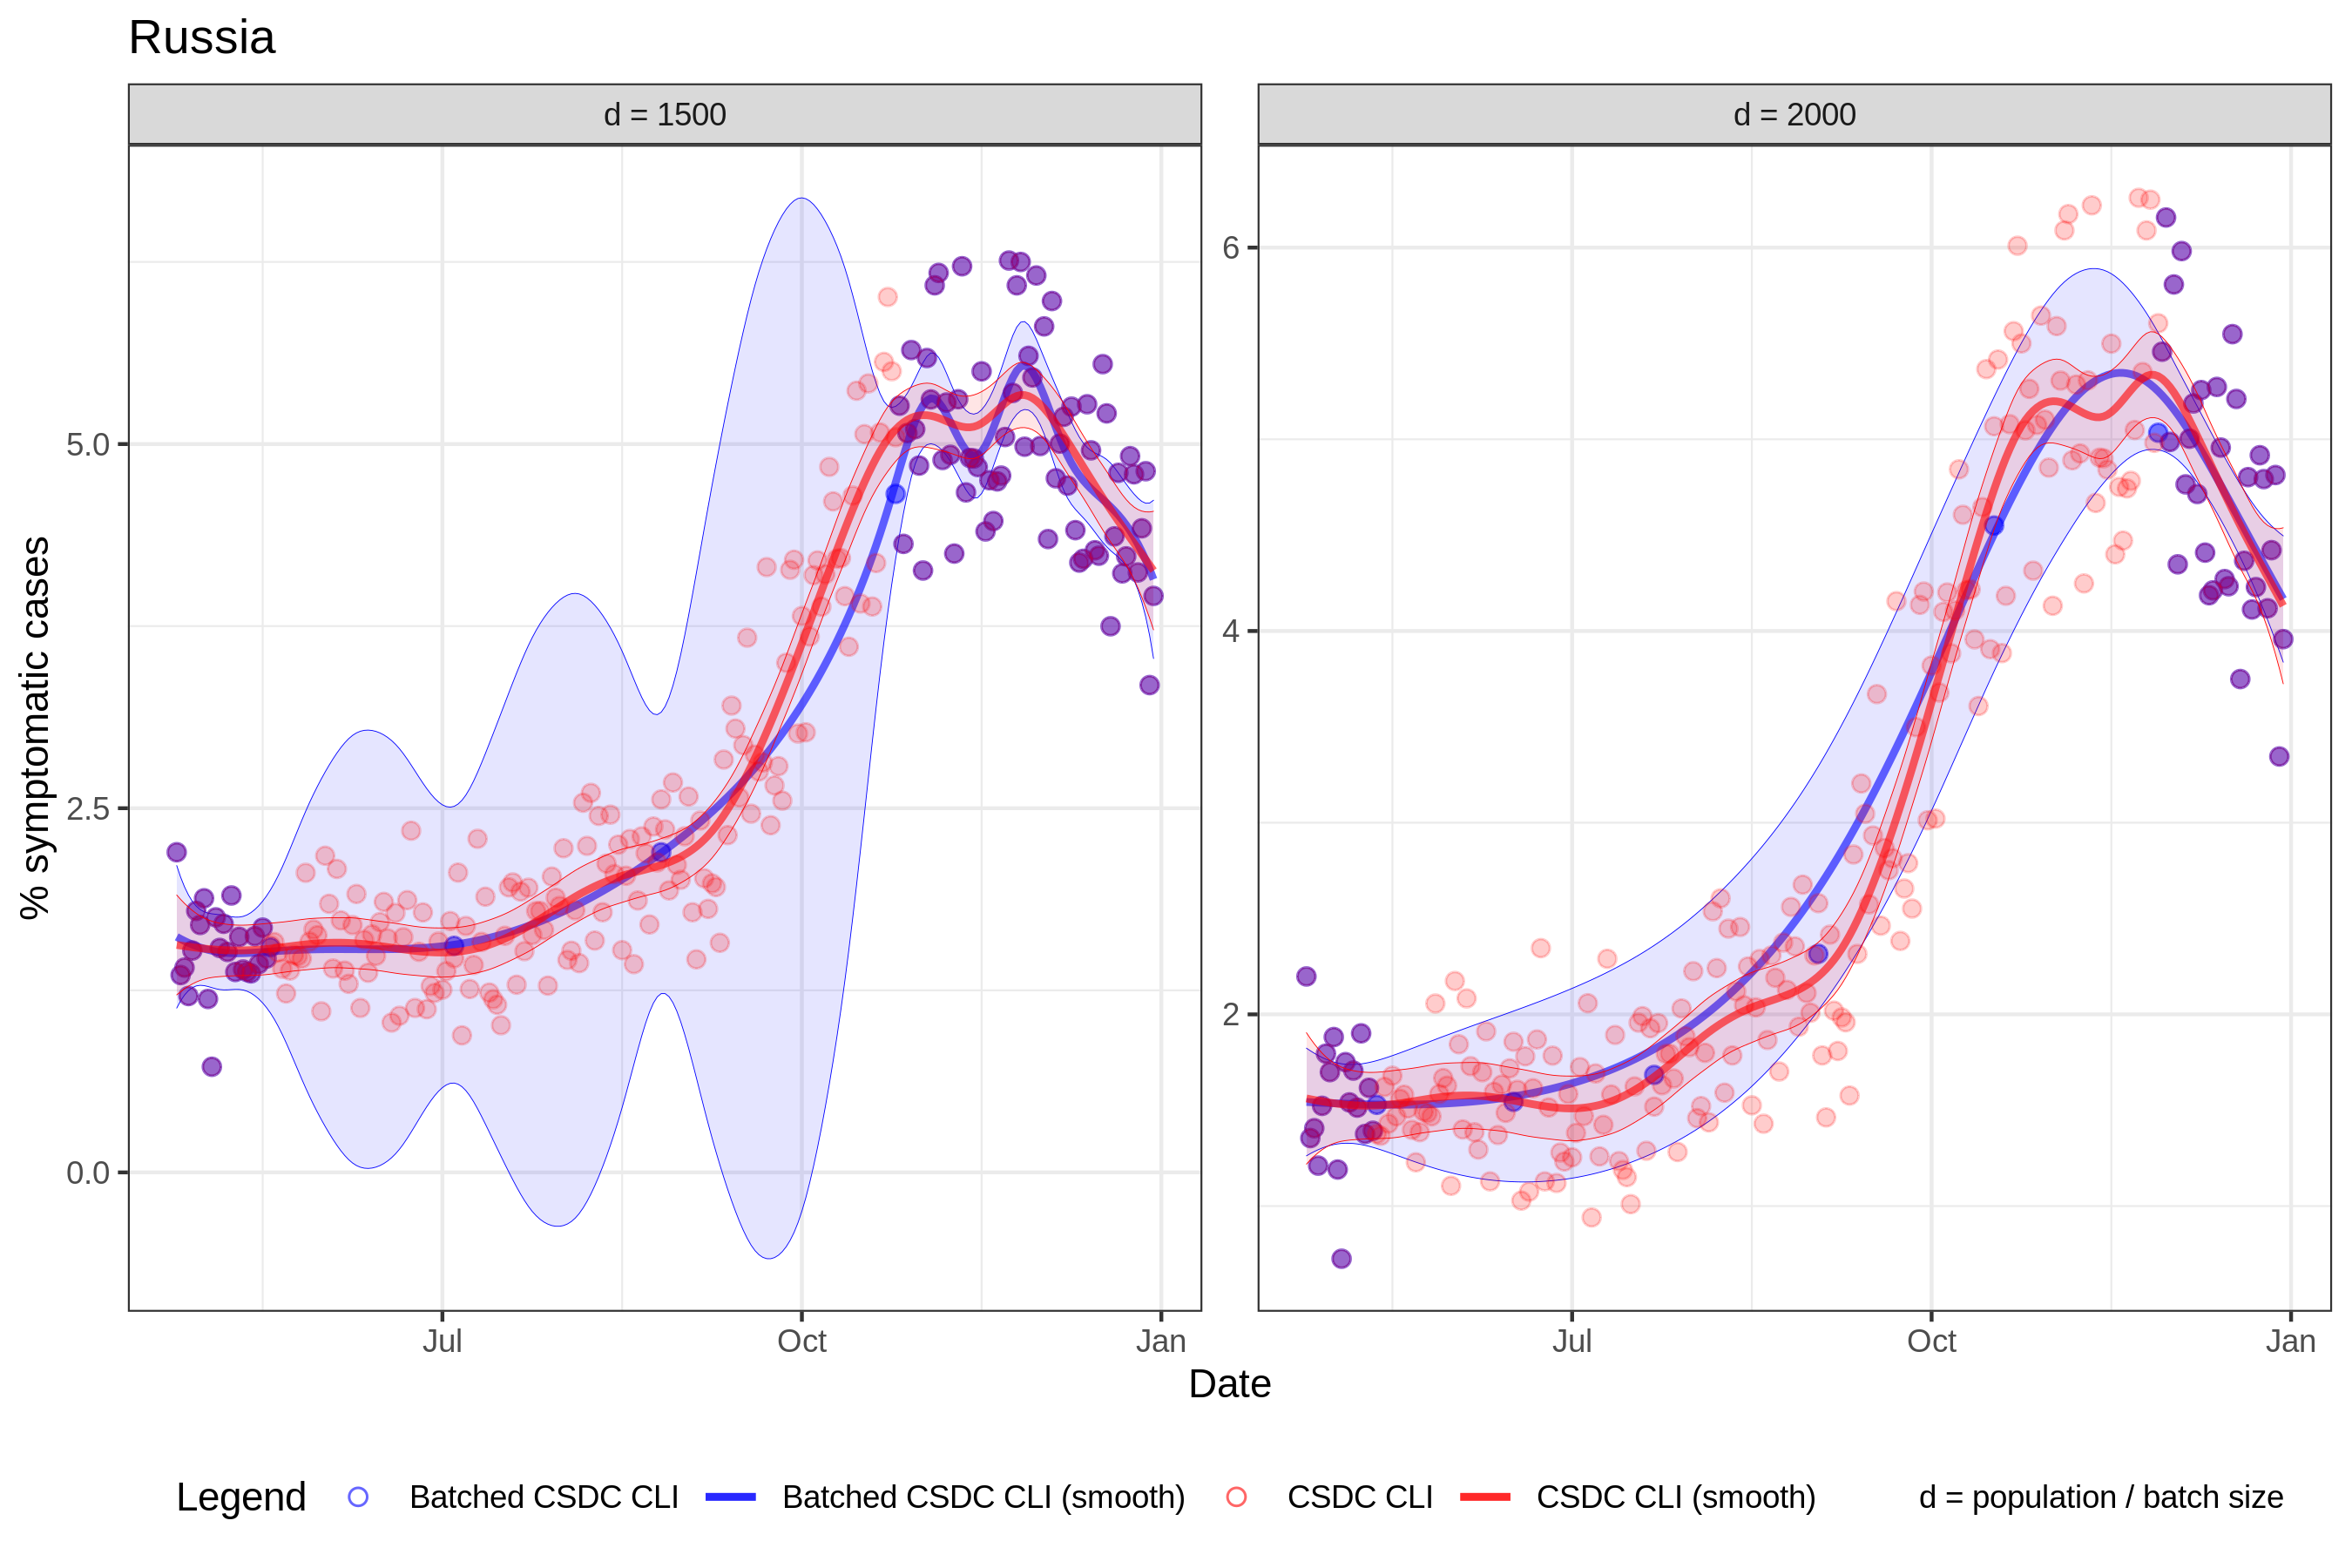 Russia
d = 1500
d = 2000
% symptomatic cases
5.0
2.5
0.0
6
4
2
Jul
Oct
Jan
Jul
Oct
Jan
Date
Legend
Batched CSDC CLI
Batched CSDC CLI (smooth)
CSDC CLI
CSDC CLI (smooth)
d = population / batch size